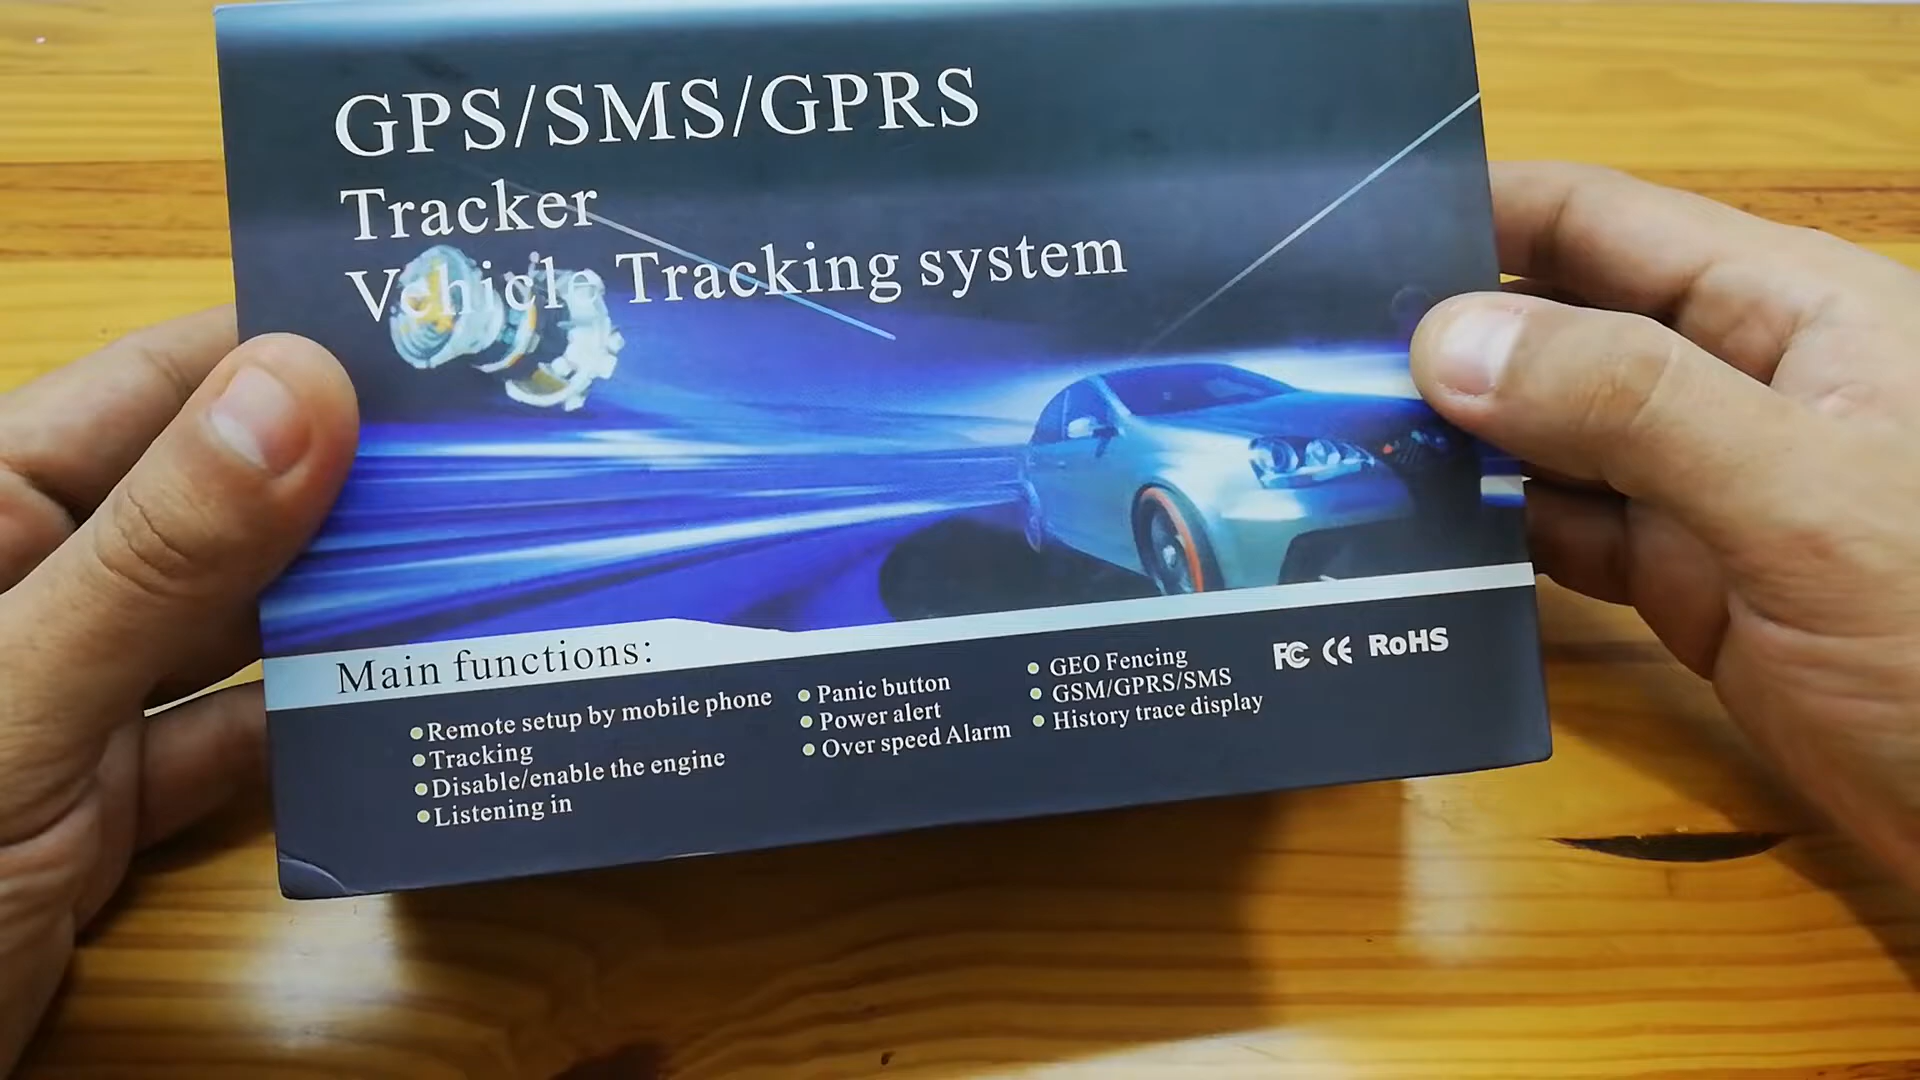 GPS/SMS/GPRS
Tracker
Vehicle Tracking system
Main functions:
Remote setup by mobile phone
Tracking
Disable/enable the engine
Listening in
Panic button
Power alert
Over speed Alarm
GEO Fencing
GSM/GPRS/SMS
History trace display
FC CE RoHS